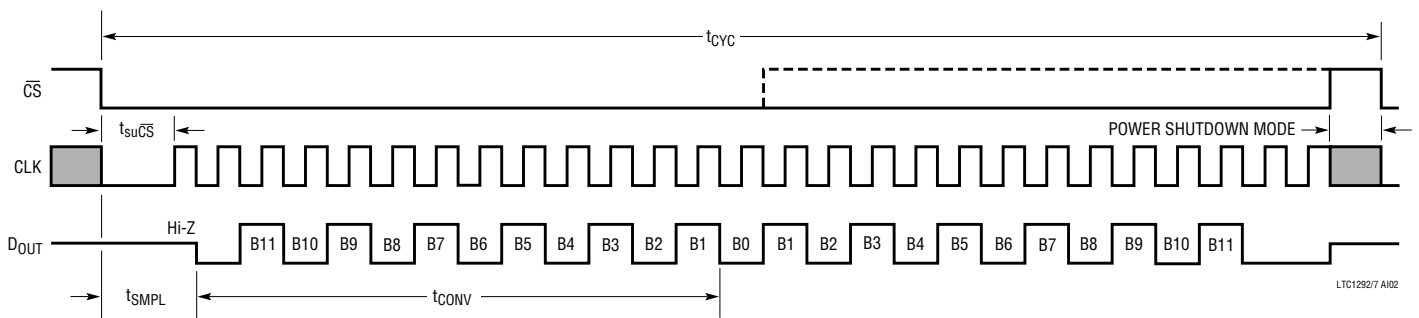 tCYC
CS
tsuCS
POWER SHUTDOWN MODE
CLK
Hi-Z
DOUT
B11 B10 B9 B8 B7 B6 B5 B4 B3 B2 B1 B0 B1 B2 B3 B4 B5 B6 B7 B8 B9 B10 B11
tSMPL
tCONV
LTC1292/7 AI02